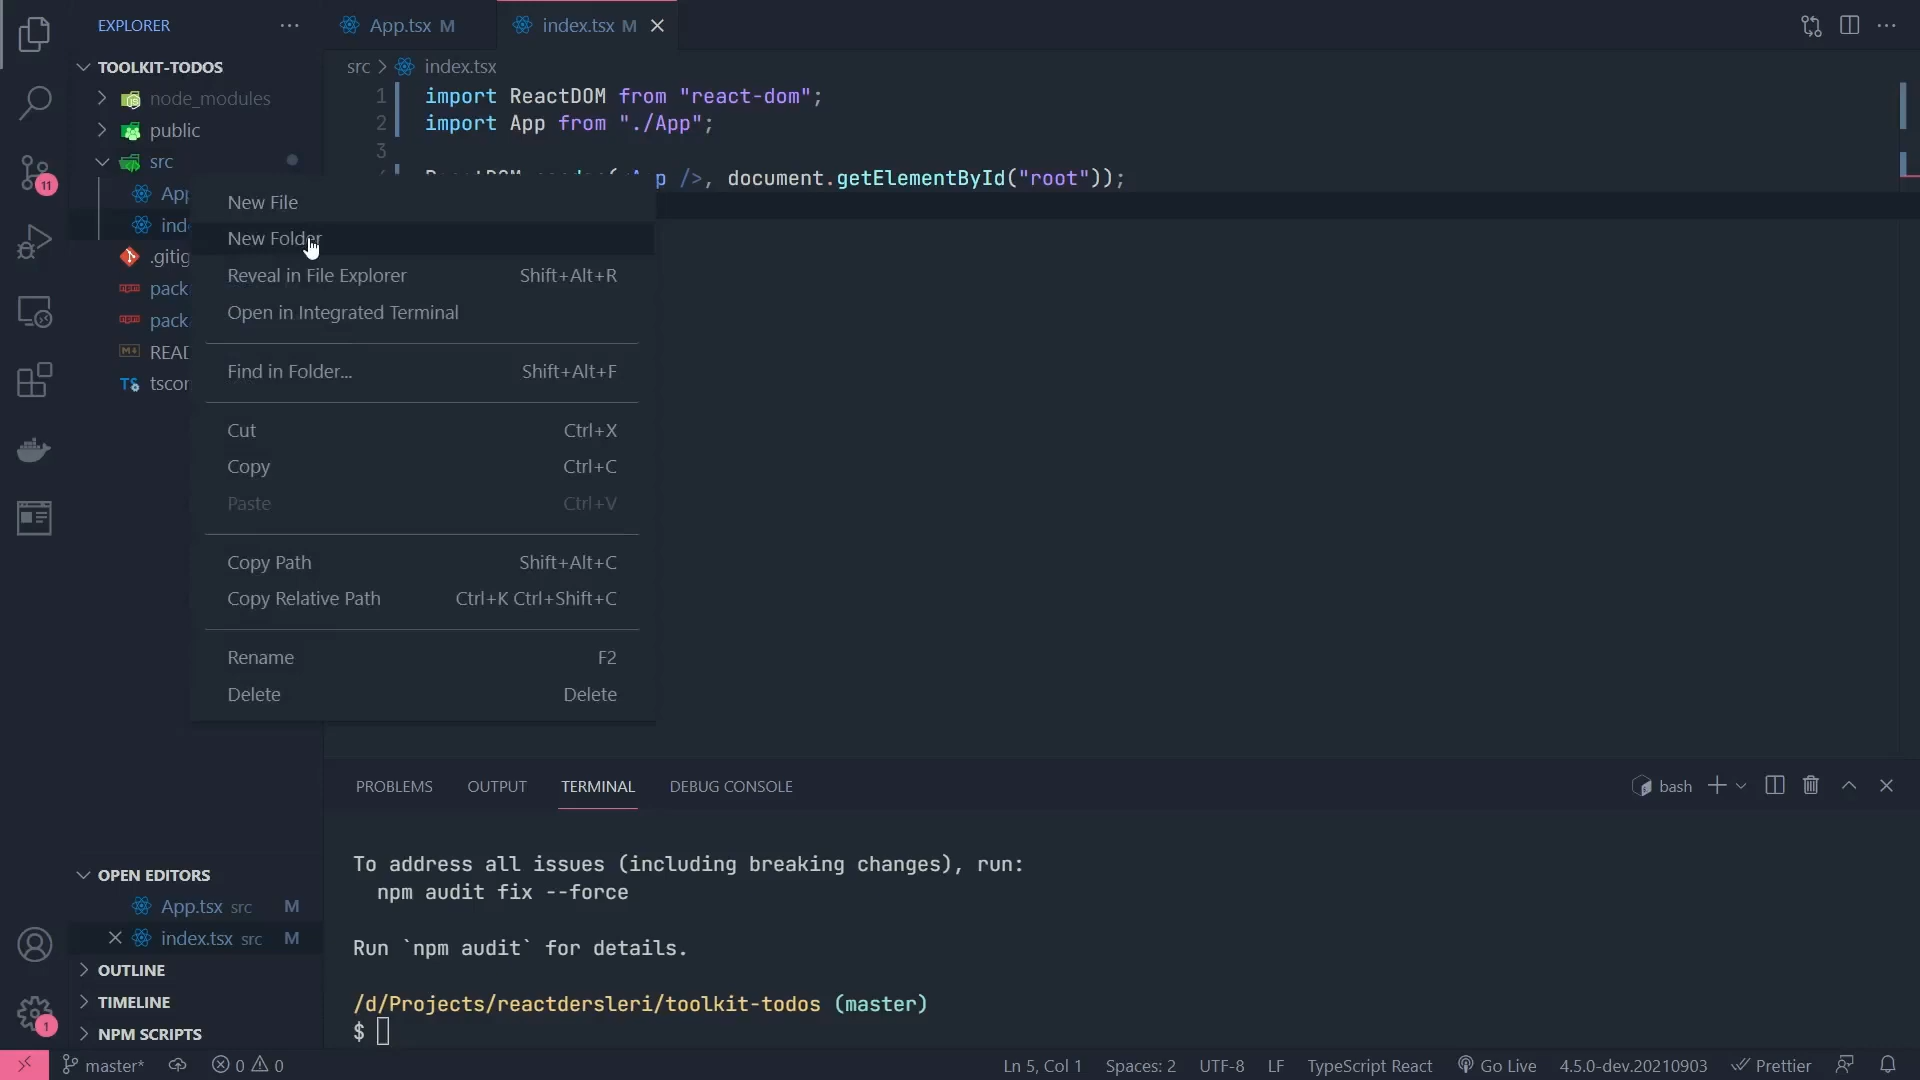 EXPLORER
App.tsx M
index.tsx M
TOOLKIT-TODOS
src
index.tsx
node_modules
public
src
1 import ReactDOM from "react-dom";
2 import App from "./App";
3
p />, document.getElementById("root"));
New File
New Folder
Reveal in File Explorer Shift+Alt+R
Open in Integrated Terminal
Find in Folder... Shift+Alt+F
Cut Ctrl+X
Copy Ctrl+C
Paste Ctrl+V
Copy Path Shift+Alt+C
Copy Relative Path Ctrl+K Ctrl+Shift+C
Rename F2
Delete Delete
App
inde
.gitig
pack
pack
READ
TS tscor
11
PROBLEMS OUTPUT TERMINAL DEBUG CONSOLE
bash
To address all issues (including breaking changes), run:
npm audit fix --force
Run `npm audit` for details.
/d/Projects/reactdersleri/toolkit-todos (master)
$
OPEN EDITORS
App.tsx src M
index.tsx src M
OUTLINE
TIMELINE
NPM SCRIPTS
1
master* 0 0
Ln 5, Col 1 Spaces: 2 UTF-8 LF TypeScript React Go Live 4.5.0-dev.20210903 Prettier